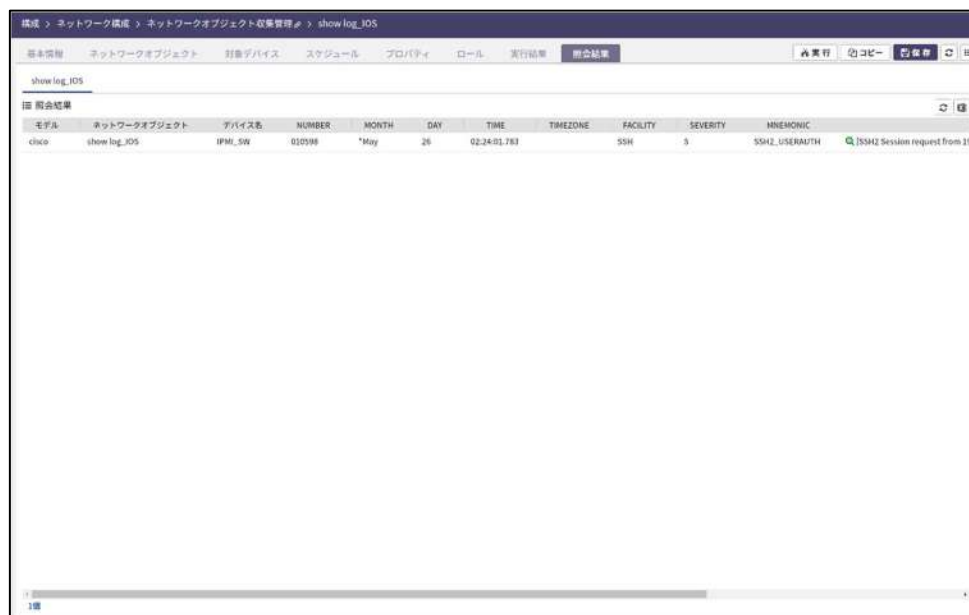 構成 > ネットワーク構成 > ネットワークオブジェクト収集管理 > show log_IOS
基本情報 ネットワークオブジェクト 対象デバイス スケジュール プロパティ ロール 実行結果 照会結果 実行 コピー 保存
show log_IOS
照会結果
モデル ネットワークオブジェクト デバイス名 NUMBER MONTH DAY TIME TIMEZONE FACILITY SEVERITY MNEMONIC
cisco show log_IOS IPMI_SW 010598 *May 26 02:24:01.783 SSH 5 SSH2_USERAUTH [SSH2 Session request from 19
1個